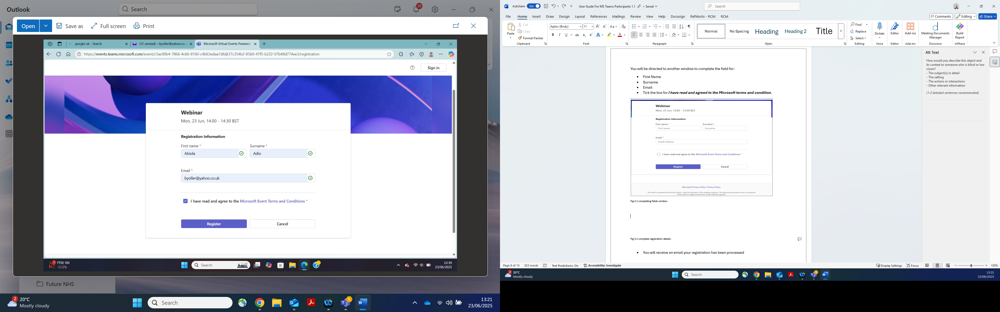 Outlook
Search
20
Open
Save as
Full screen
Print
google uk - Search
(31 unread) – byoller@yahoo.co.u
Microsoft Virtual Events Powered
https://events.teams.microsoft.com/event/c5ac00b4-7866-4c66-8160-c4b63edaa7d6@37c354b2-85b0-47f5-b222-07b48d774ee3/registration
Sign in
Webinar
Mon, 23 Jun, 14:00 - 14:30 BST
Registration Information
First name *
Surname *
Abiola
Adio
Email *
byoller@yahoo.co.uk
I have read and agree to the Microsoft Event Terms and Conditions *
Register
Cancel
1
FTSE 100
-0.12%
Search
12:39
23/06/2025
Future NHS
2
20°C
Mostly cloudy
Search
13:21
23/06/2025
AutoSave
On
User Guide For MS Teams Participants 1.1
• Saved
Search
File
Home
Insert
Draw
Design
Layout
References
Mailings
Review
View
Help
Docusign
RefWorks - RCM
RCM
Comments
Editing
Share
Paste
Cut
Copy
Format Painter
Clipboard
Aptos (Body)
11
Font
Paragraph
Normal
No Spacing
Heading
Heading 2
Title
Styles
Find
Replace
Select
Editing
Dictate
Voice
Editor
Editor
Add-ins
Add-ins
Meeting Documents
Manager
Decisions
Build
Report
InPhase
You will be directed to another window to complete the field for:
• First Name
• Surname
• Email
• Tick the box for I have read and agreed to the Microsoft terms and condition.
Webinar
Mon, 23 Jun, 14:00 - 14:30 BST
Registration Information
First name *
Surname *
First name
Surname
Email *
Email Address
I have read and agree to the Microsoft Event Terms and Conditions *
Register
Cancel
Microsoft Privacy Policy. Privacy Policy.
This event is powered by Microsoft Teams, under the direction of the meeting organiser. The data processing that occurs for purposes
of this event is subject to the terms of the meeting organiser.
Fig 4.2 completing fields window
Fig 4.2 complete registration details.
• You will receive an email your registration has been processed
Alt Text
How would you describe this object and
its context to someone who is blind or low
vision?
- The subject(s) in detail
- The setting
- The actions or interactions
- Other relevant information
(1-2 detailed sentences recommended)
Page 8 of 15
823 words
Text Predictions: On
Accessibility: Investigate
Display Settings
Focus
100%
2
20°C
Mostly cloudy
Search
13:21
23/06/2025